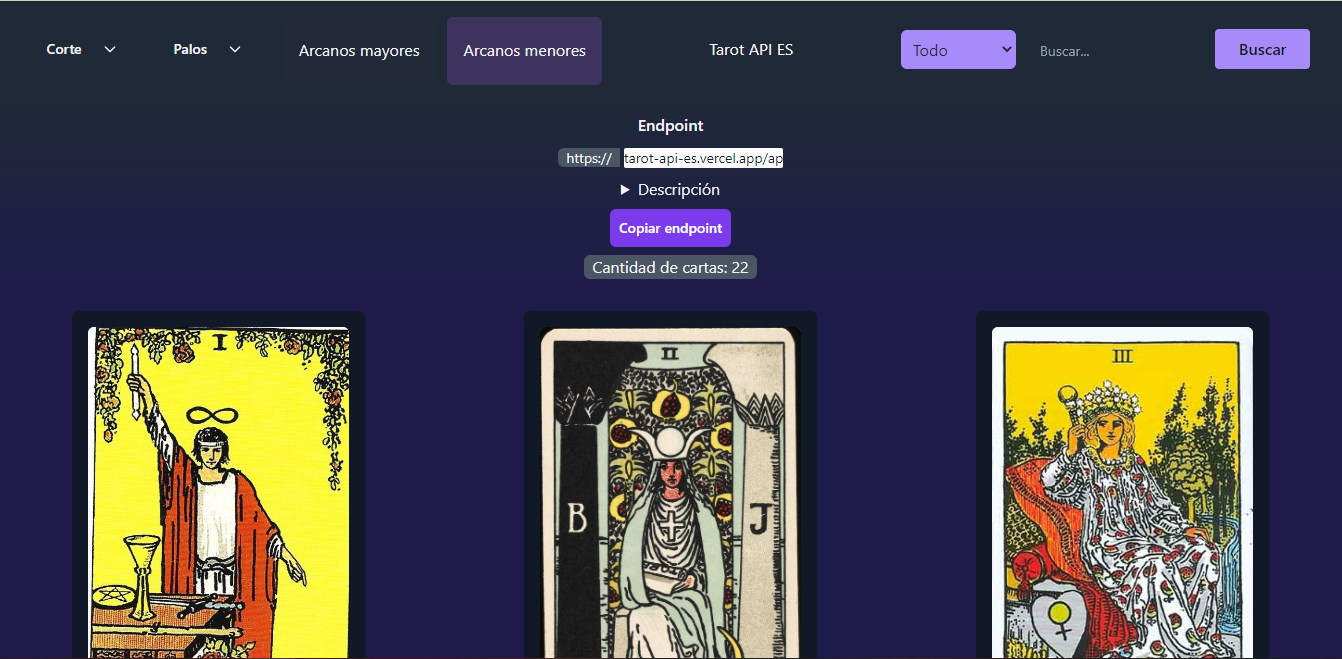 Corte
Palos
Arcanos mayores
Arcanos menores
Tarot API ES
Todo
Buscar...
Buscar
Endpoint
https:// tarot-api-es.vercel.app/ap
Descripción
Copiar endpoint
Cantidad de cartas: 22
I
II
III
B
J